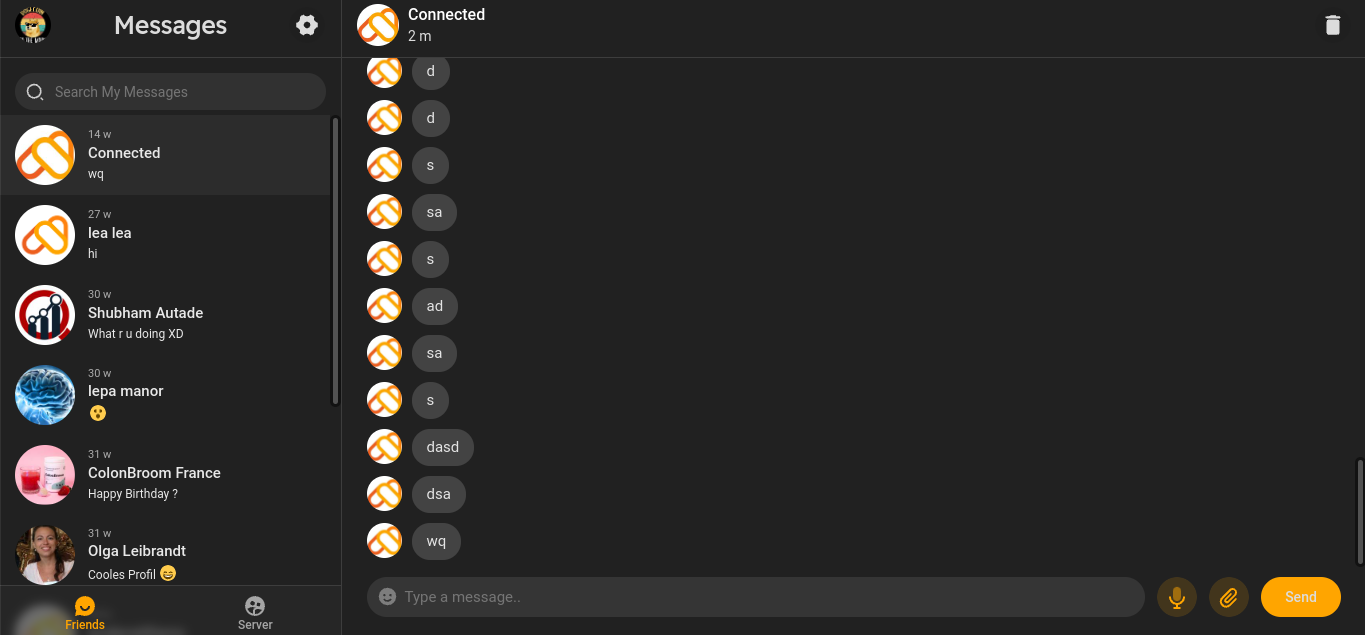 Messages
Search My Messages
14 w
Connected
wq
27 w
lea lea
hi
30 w
Shubham Autade
What r u doing XD
30 w
lepa manor
😮
31 w
ColonBroom France
Happy Birthday ?
31 w
Olga Leibrandt
Cooles Profil 😄
Friends
Server
Connected
2 m
d
d
s
sa
s
ad
sa
s
dasd
dsa
wq
Type a message..
Send